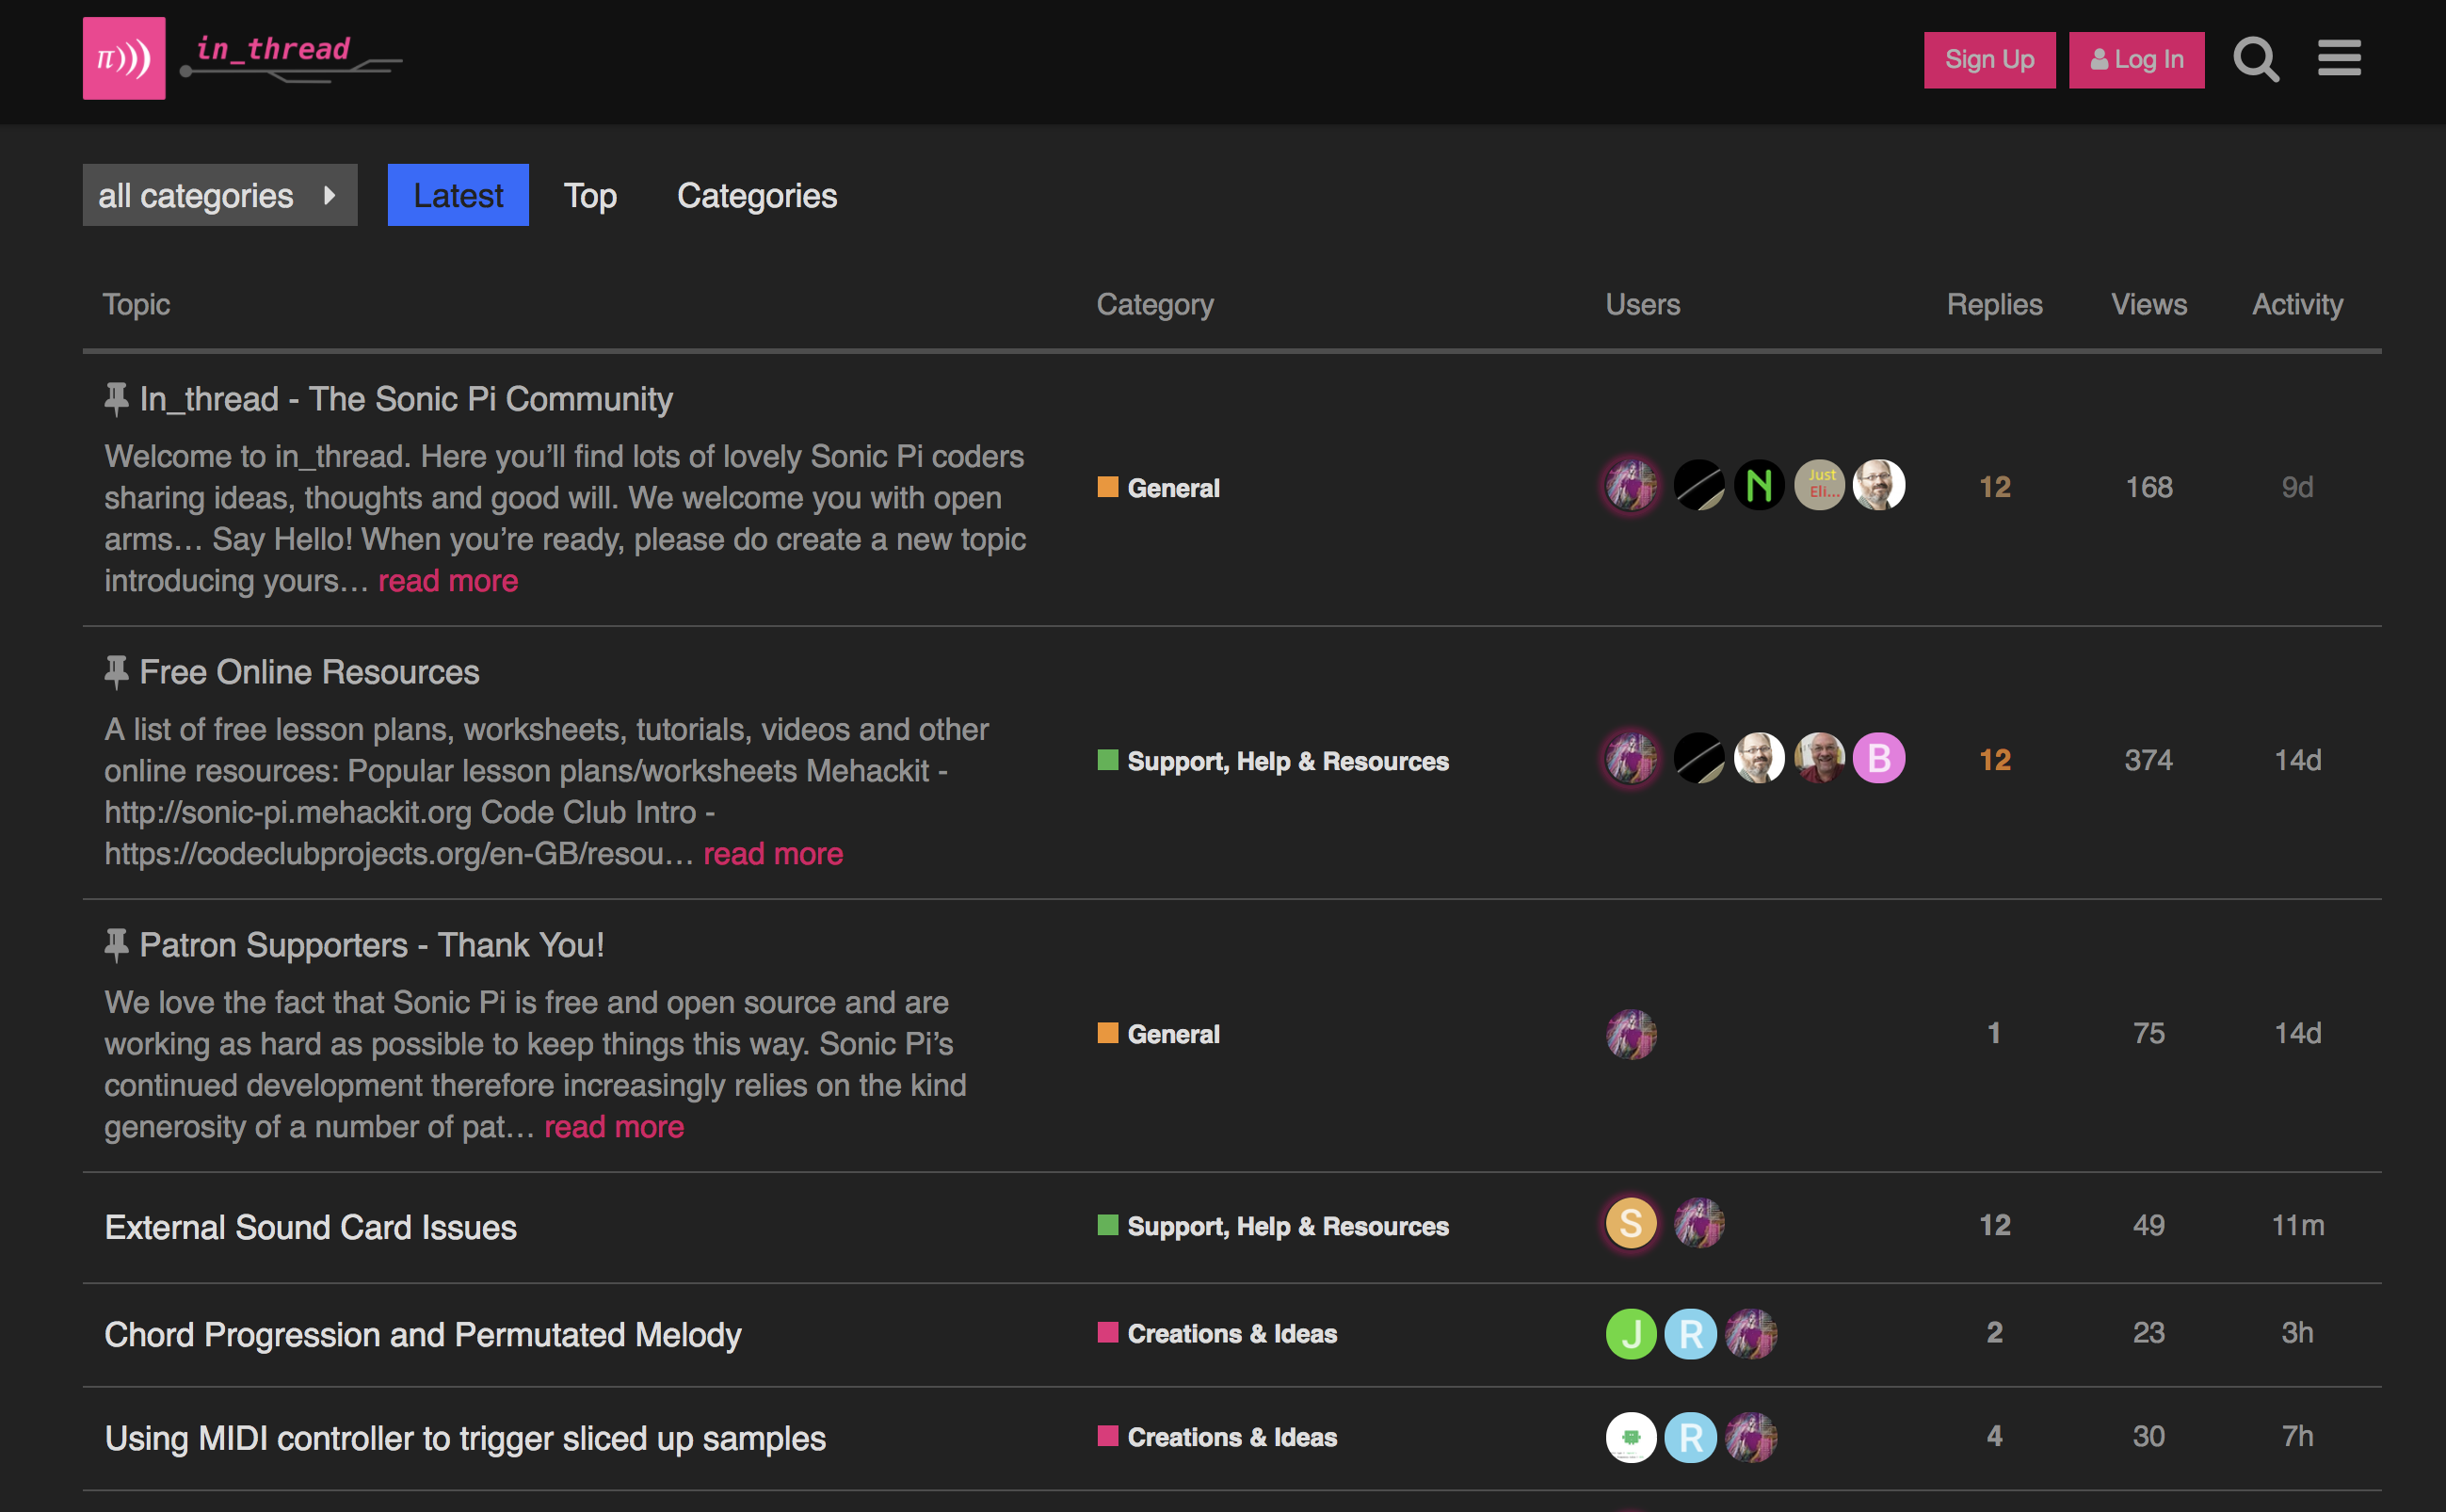 π))) in_thread
Sign Up Log In
all categories Latest Top Categories
Topic Category Users Replies Views Activity
In_thread - The Sonic Pi Community
Welcome to in_thread. Here you’ll find lots of lovely Sonic Pi coders
sharing ideas, thoughts and good will. We welcome you with open
arms… Say Hello! When you’re ready, please do create a new topic
introducing yours… read more
General N Just Eli... 12 168 9d
Free Online Resources
A list of free lesson plans, worksheets, tutorials, videos and other
online resources: Popular lesson plans/worksheets Mehackit -
http://sonic-pi.mehackit.org Code Club Intro -
https://codeclubprojects.org/en-GB/resou… read more
Support, Help & Resources B 12 374 14d
Patron Supporters - Thank You!
We love the fact that Sonic Pi is free and open source and are
working as hard as possible to keep things this way. Sonic Pi’s
continued development therefore increasingly relies on the kind
generosity of a number of pat… read more
General 1 75 14d
External Sound Card Issues Support, Help & Resources S 12 49 11m
Chord Progression and Permutated Melody Creations & Ideas J R 2 23 3h
Using MIDI controller to trigger sliced up samples Creations & Ideas R 4 30 7h